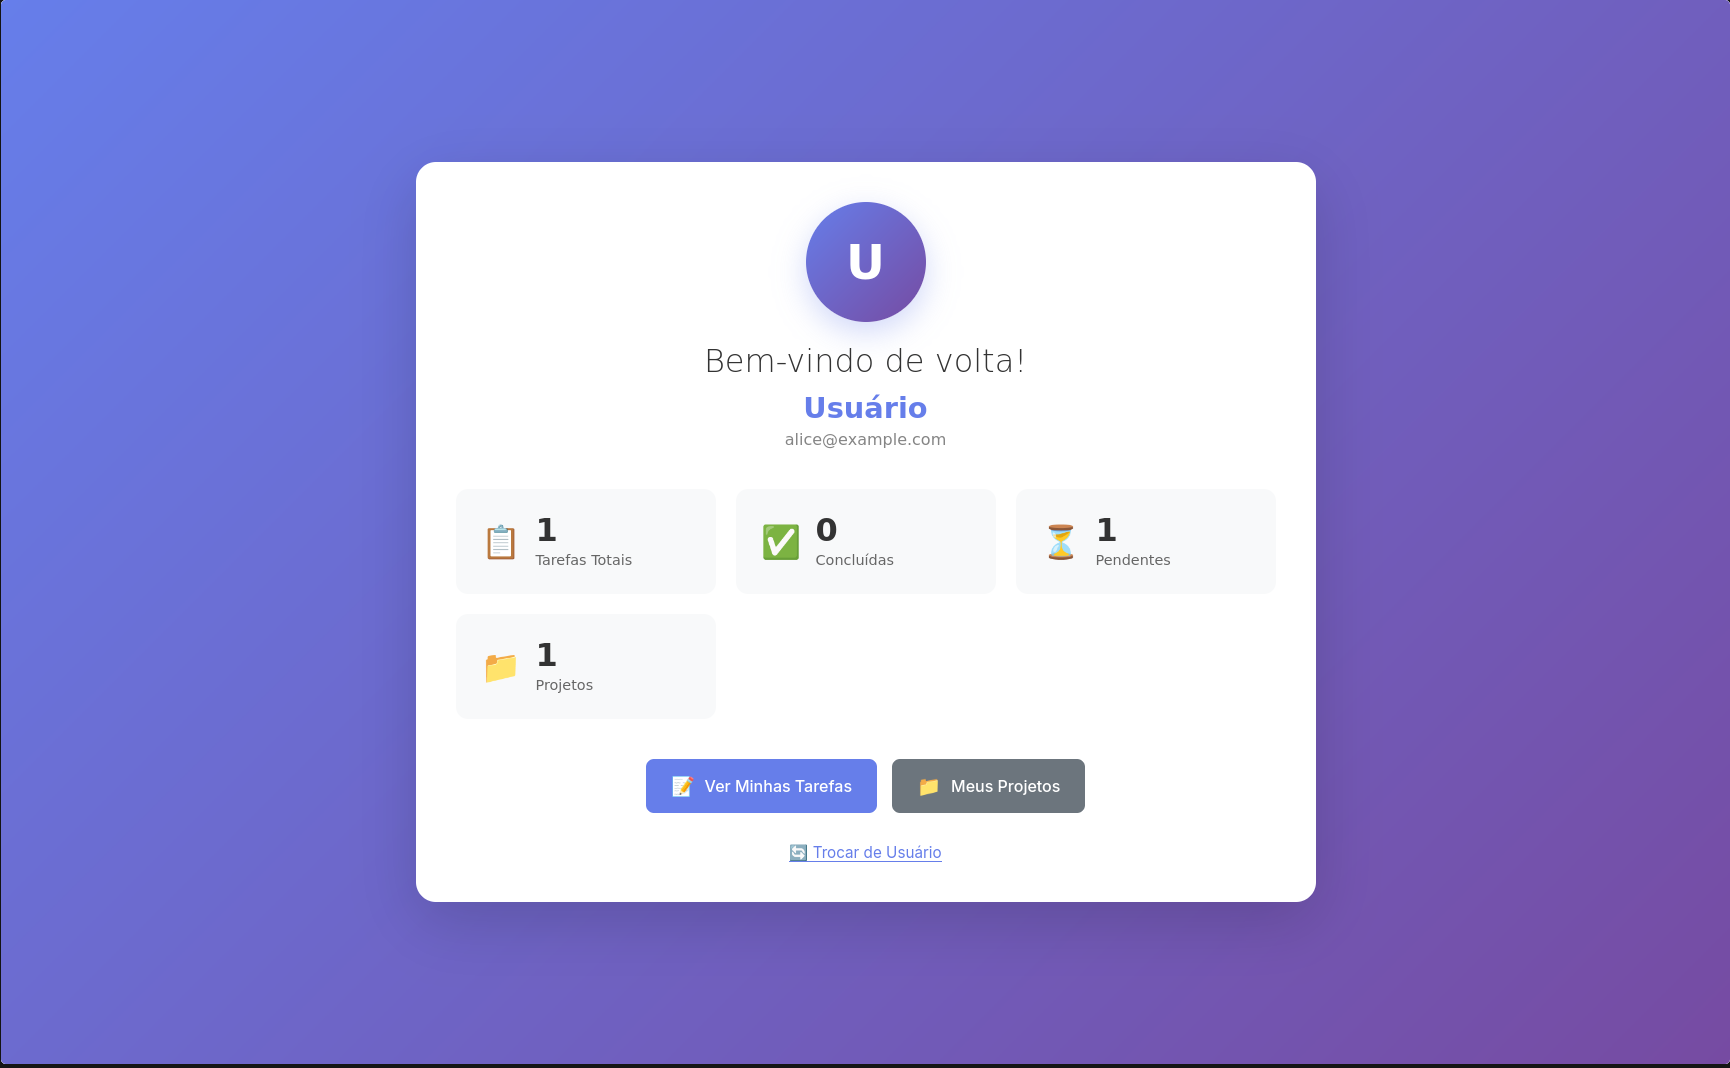 U
Bem-vindo de volta!
Usuário
alice@example.com
1
Tarefas Totais
0
Concluídas
1
Pendentes
1
Projetos
Ver Minhas Tarefas
Meus Projetos
Trocar de Usuário